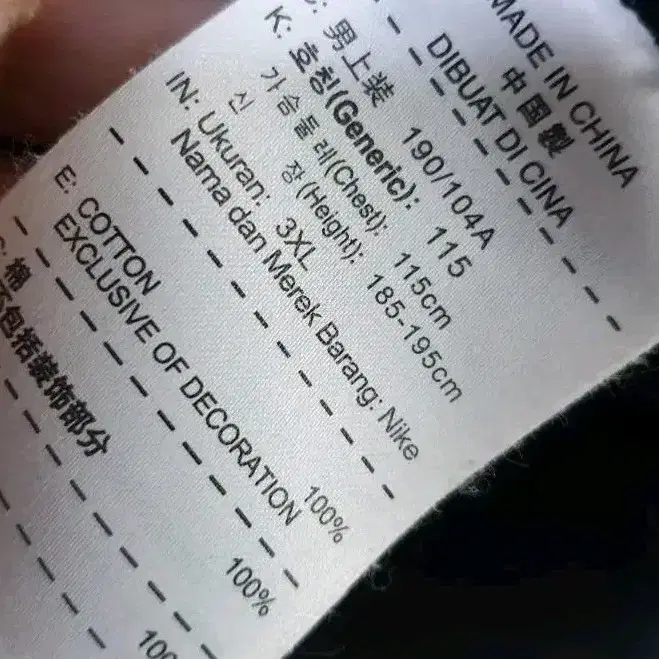 MADE IN CHINA
中国製
DIBUAT DI CINA
C: 男上装 190/104A
K: 호칭(Generic): 115
가슴둘레(Chest): 115cm
신 장(Height): 185-195cm
IN: Ukuran: 3XL
Nama dan Merek Barang: Nike
E: COTTON 100%
EXCLUSIVE OF DECORATION
棉 100%
包括装饰部分